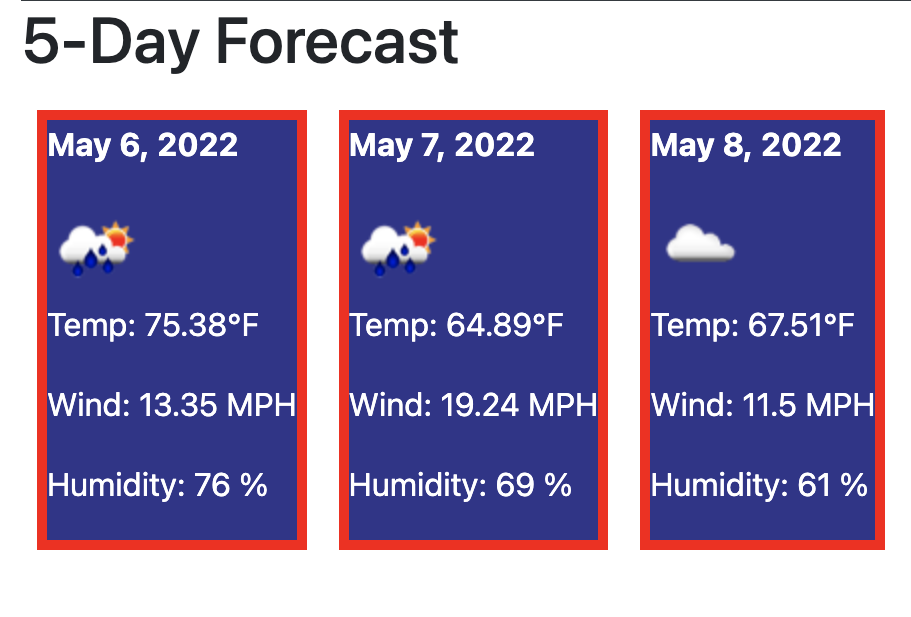 5-Day Forecast
May 6, 2022
Temp: 75.38°F
Wind: 13.35 MPH
Humidity: 76 %
May 7, 2022
Temp: 64.89°F
Wind: 19.24 MPH
Humidity: 69 %
May 8, 2022
Temp: 67.51°F
Wind: 11.5 MPH
Humidity: 61 %